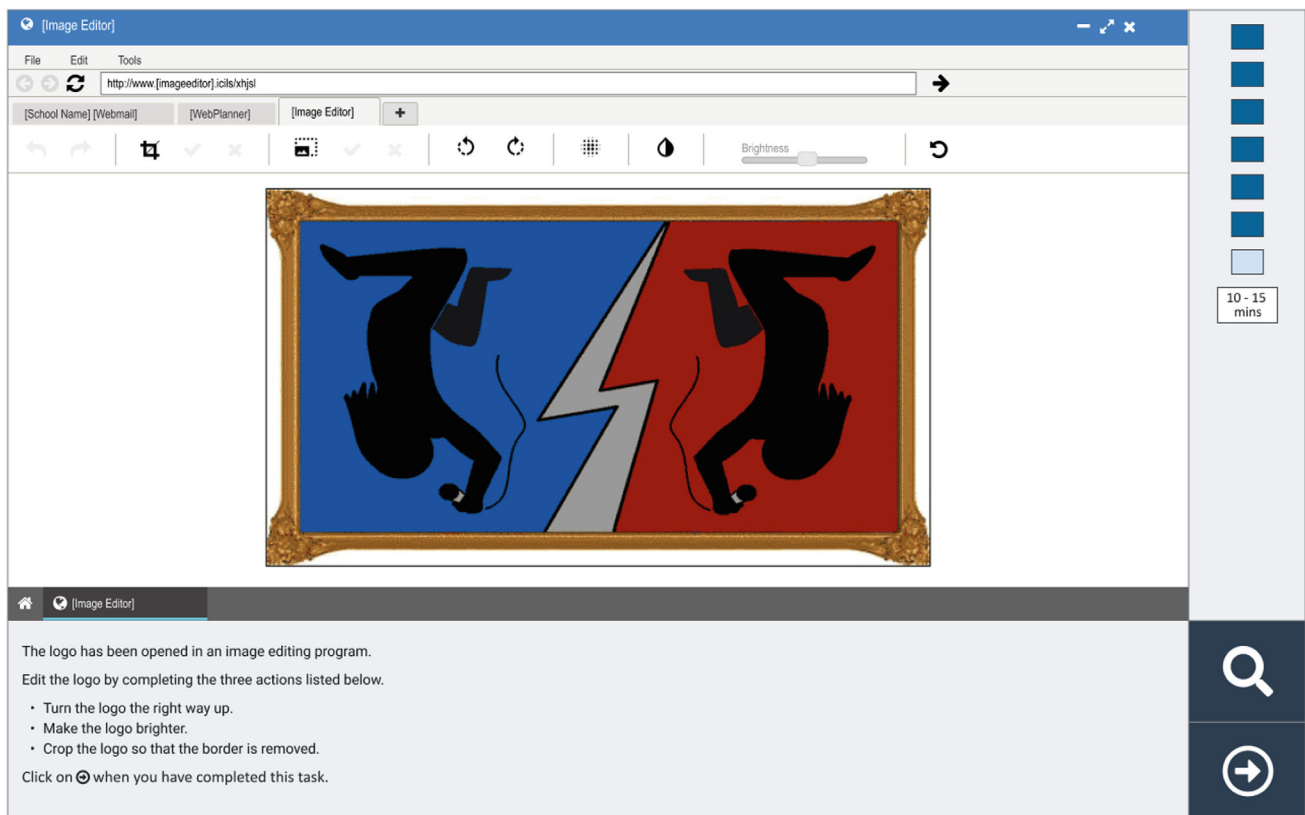 [Image Editor]
File Edit Tools
http://www.[imageeditor].icils/xhjsl
[School Name] [Webmail] [WebPlanner] [Image Editor]
Brightness
10 - 15
mins
[Image Editor]
The logo has been opened in an image editing program.
Edit the logo by completing the three actions listed below.
• Turn the logo the right way up.
• Make the logo brighter.
• Crop the logo so that the border is removed.
Click on when you have completed this task.